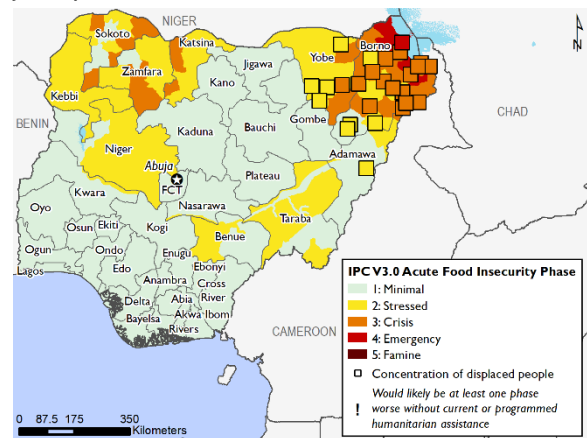 NIGER
Sokoto
Katsina
Borno
N
Yobe
Jigawa
Zamfara
Kano
Kebbi
CHAD
BENIN
Gombe
Kaduna
Bauchi
Niger
Abuja
Adamawa
FCT
Plateau
Kwara
Nasarawa
Oyo
Kogi
Taraba
Osun
Ekiti
Benue
Ogun
Ondo
Enugu
Lagos
Edo
Ebonyi
Anambra
Cross
River
Delta
Abia
Bayelsa
Akwa Ibom
Rivers
CAMEROON
IPC V3.0 Acute Food Insecurity Phase
1: Minimal
2: Stressed
3: Crisis
4: Emergency
5: Famine
Concentration of displaced people
! Would likely be at least one phase
worse without current or programmed
humanitarian assistance
0 87.5 175 350
Kilometers